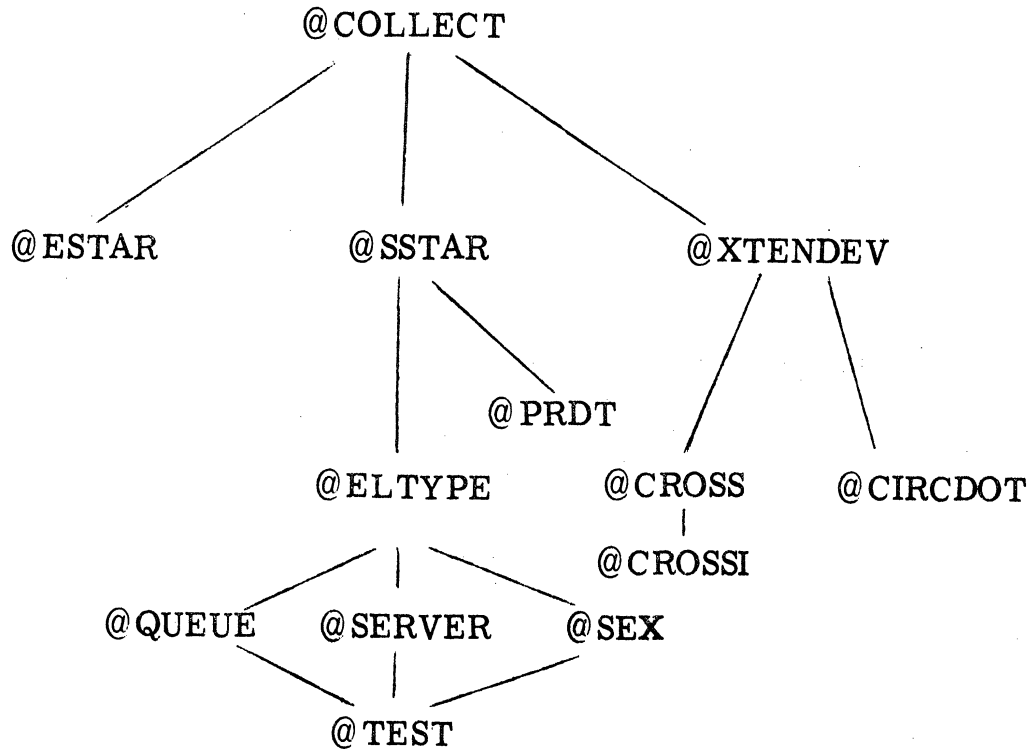 @COLLECT
@ESTAR @SSTAR @XTENDEV
@PRDT
@ELTYPE @CROSS @CIRCDOT
@CROSSI
@QUEUE @SERVER @SEX
@TEST